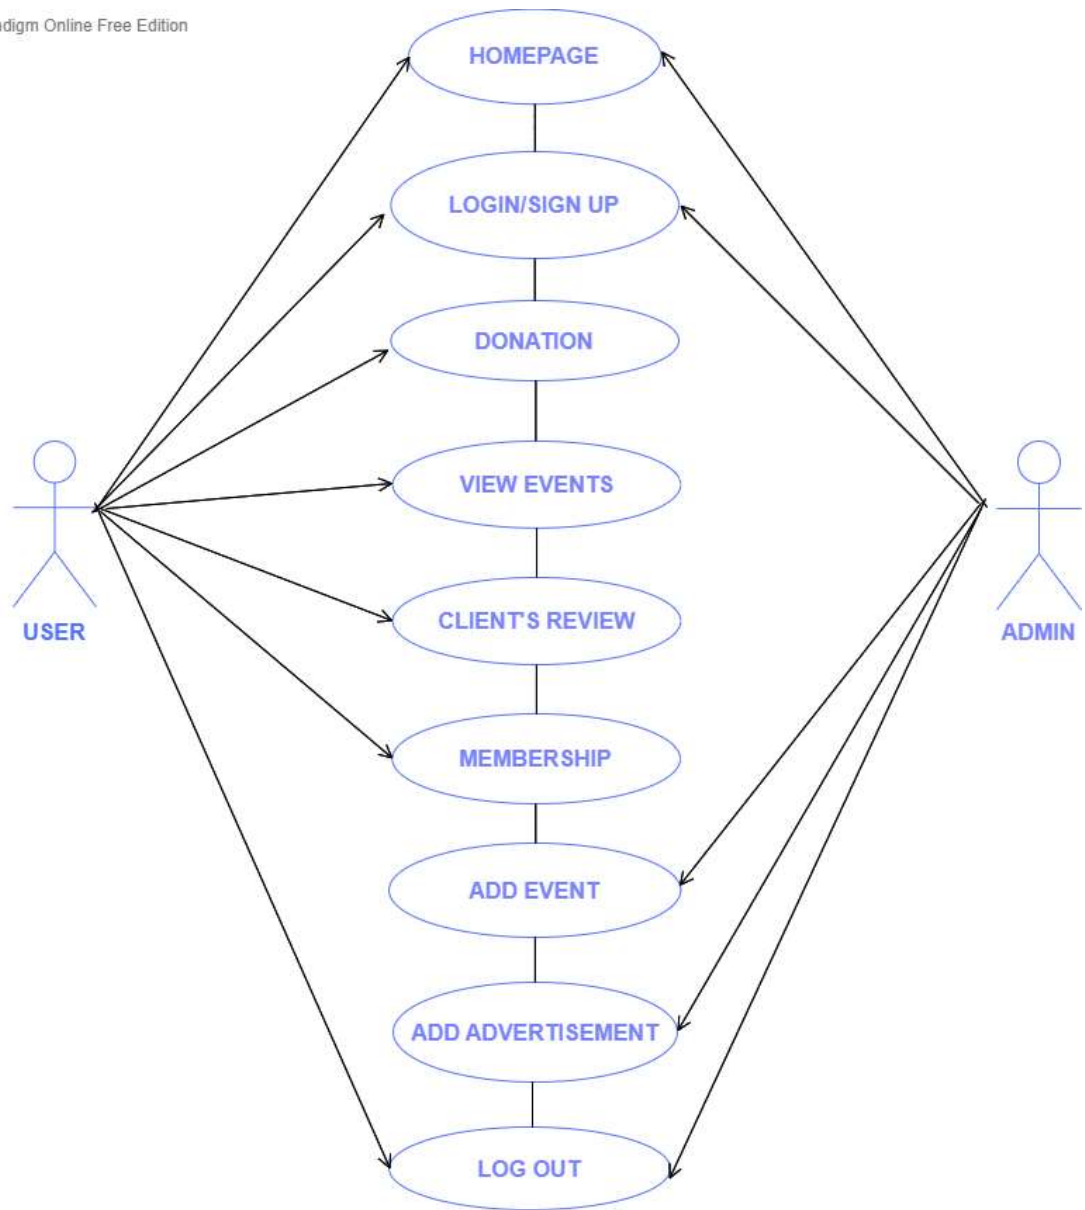 digm Online Free Edition
HOMEPAGE
LOGIN/SIGN UP
DONATION
VIEW EVENTS
CLIENT'S REVIEW
USER
ADMIN
MEMBERSHIP
ADD EVENT
ADD ADVERTISEMENT
LOG OUT